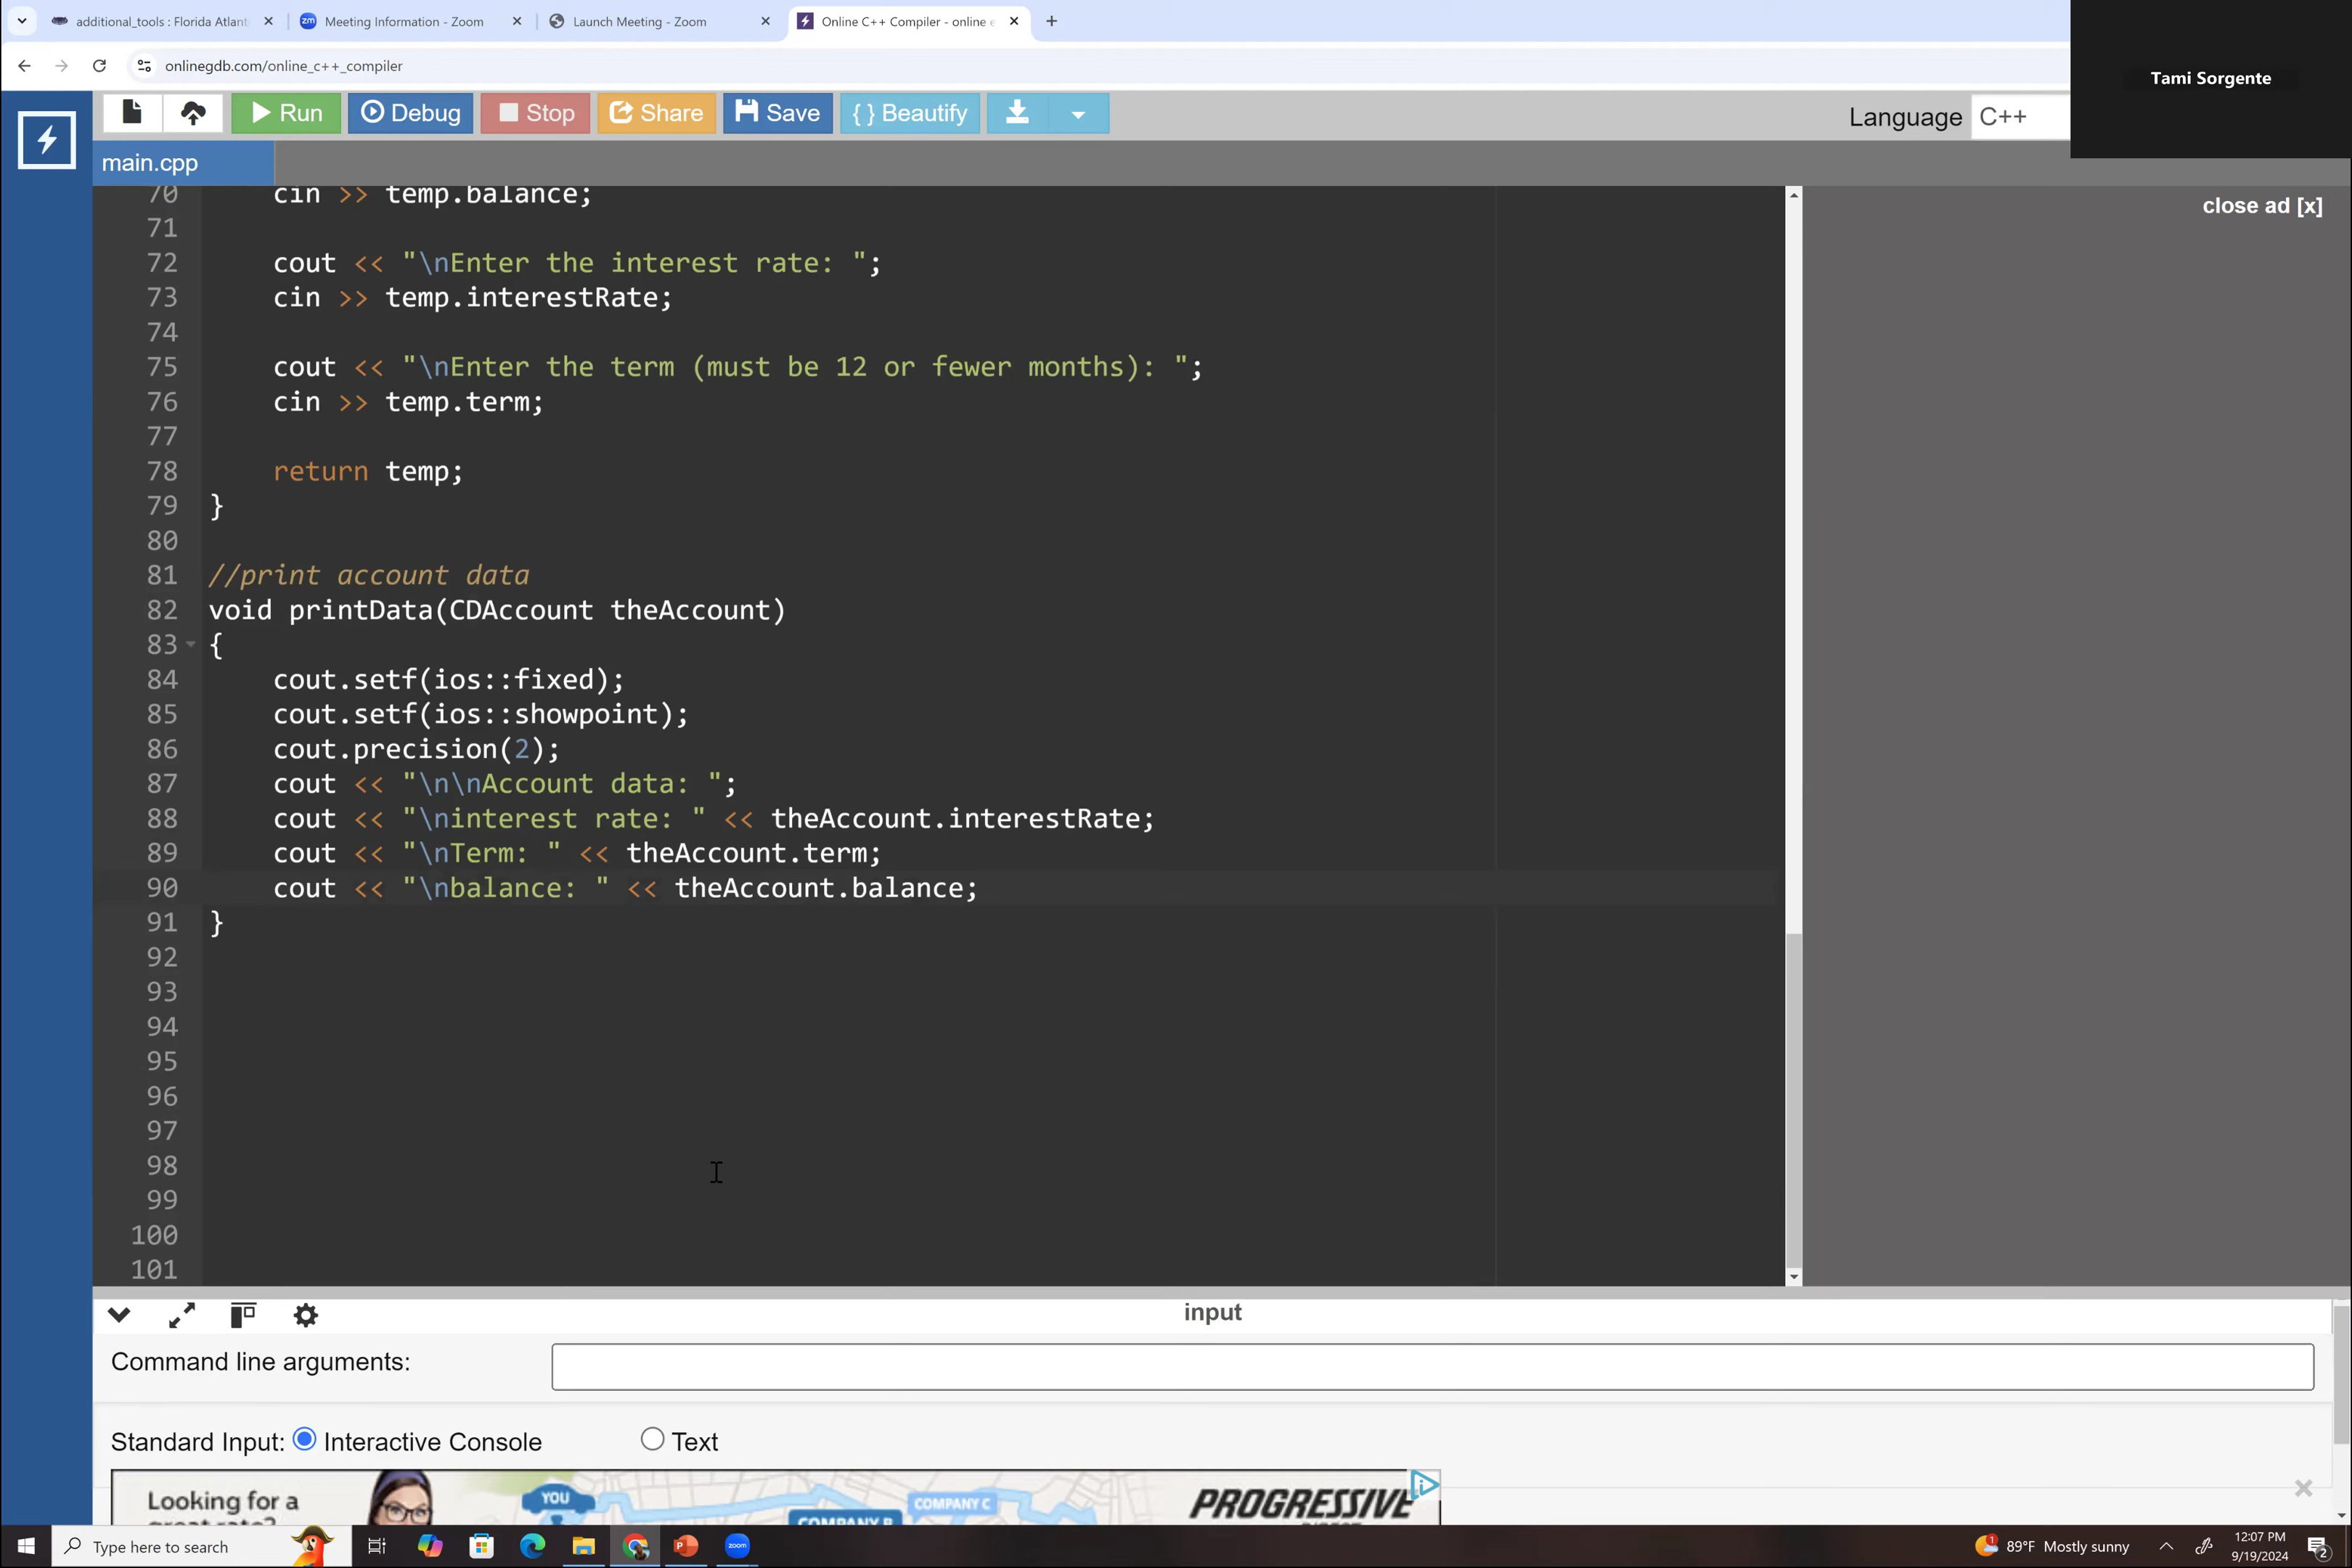 additional_tools : Florida Atlant
Meeting Information - Zoom
Launch Meeting - Zoom
Online C++ Compiler - online e
onlinegdb.com/online_c++_compiler
Tami Sorgente
Run
Debug
Stop
Share
Save
{ } Beautify
Language C++
main.cpp
close ad [x]
70 cin >> temp.balance;
71
72 cout << "\nEnter the interest rate: ";
73 cin >> temp.interestRate;
74
75 cout << "\nEnter the term (must be 12 or fewer months): ";
76 cin >> temp.term;
77
78 return temp;
79 }
80
81 //print account data
82 void printData(CDAccount theAccount)
83 {
84 cout.setf(ios::fixed);
85 cout.setf(ios::showpoint);
86 cout.precision(2);
87 cout << "\n\nAccount data: ";
88 cout << "\ninterest rate: " << theAccount.interestRate;
89 cout << "\nTerm: " << theAccount.term;
90 cout << "\nbalance: " << theAccount.balance;
91 }
92
93
94
95
96
97
98
99
100
101
input
Command line arguments:
Standard Input: Interactive Console Text
Looking for a
great rate?
YOU
COMPANY C
COMPANY B
PROGRESSIVE
Type here to search
zoom
1
89°F Mostly sunny
12:07 PM
9/19/2024
2